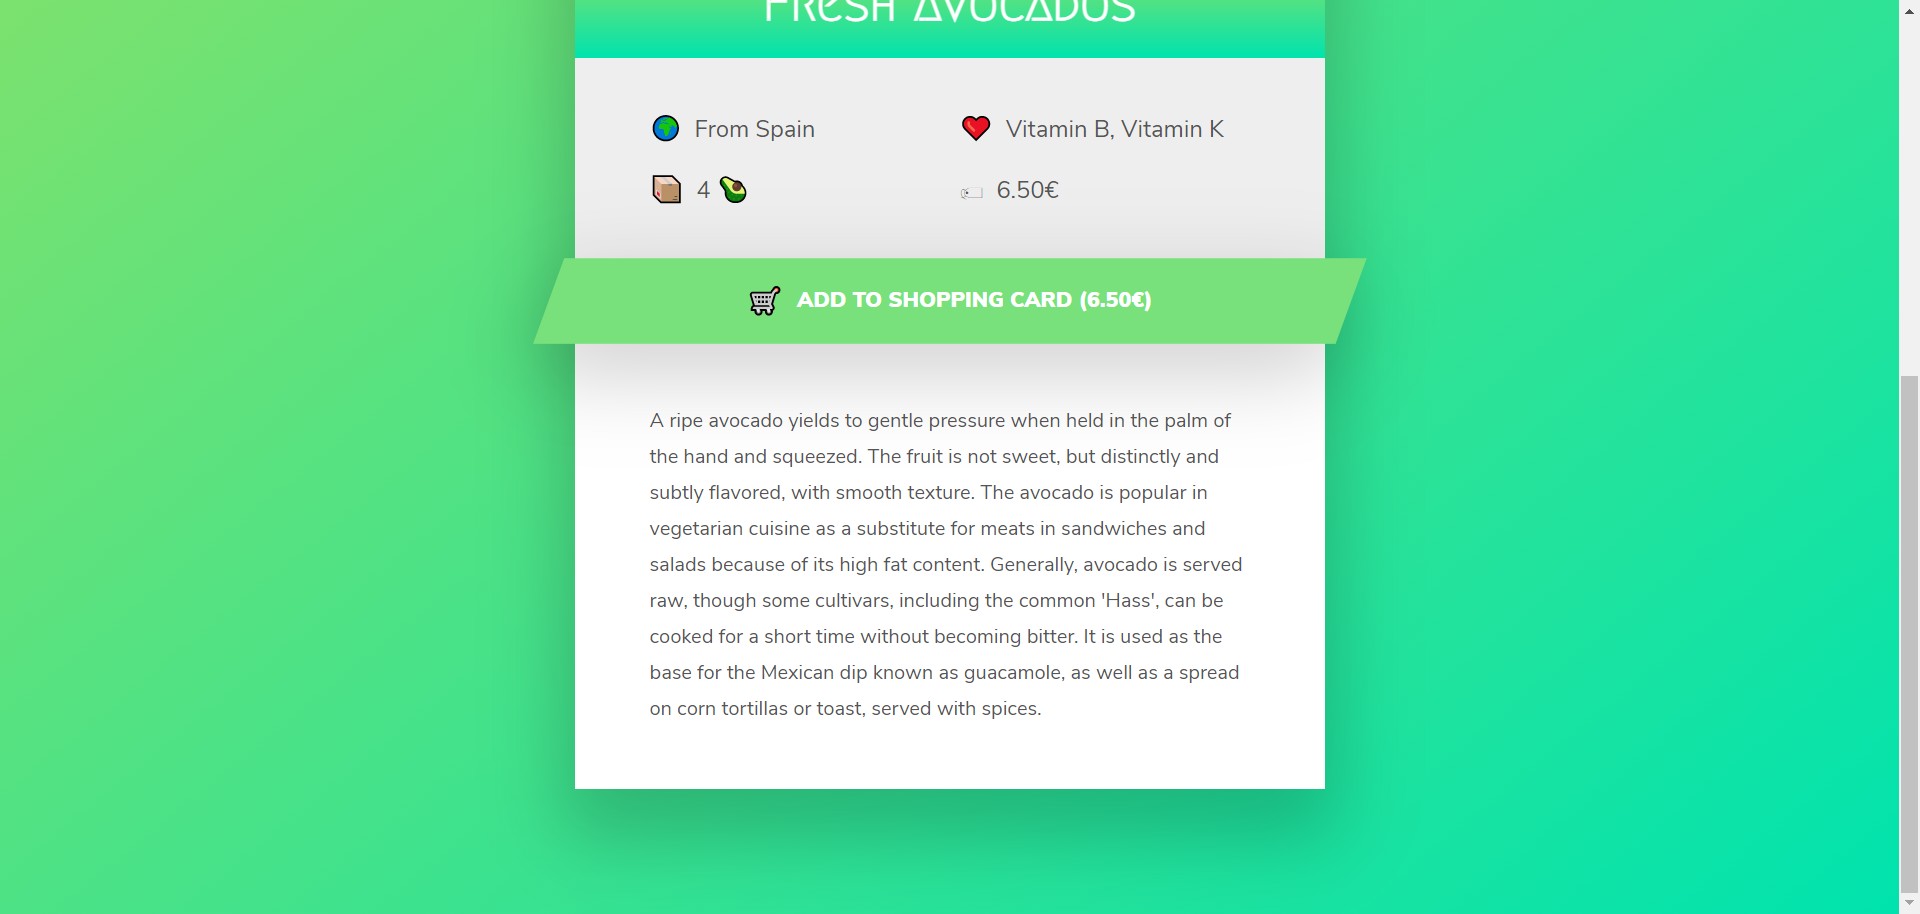 FRESH AVOCADOS
From Spain
Vitamin B, Vitamin K
4
6.50€
ADD TO SHOPPING CARD (6.50€)
A ripe avocado yields to gentle pressure when held in the palm of
the hand and squeezed. The fruit is not sweet, but distinctly and
subtly flavored, with smooth texture. The avocado is popular in
vegetarian cuisine as a substitute for meats in sandwiches and
salads because of its high fat content. Generally, avocado is served
raw, though some cultivars, including the common 'Hass', can be
cooked for a short time without becoming bitter. It is used as the
base for the Mexican dip known as guacamole, as well as a spread
on corn tortillas or toast, served with spices.